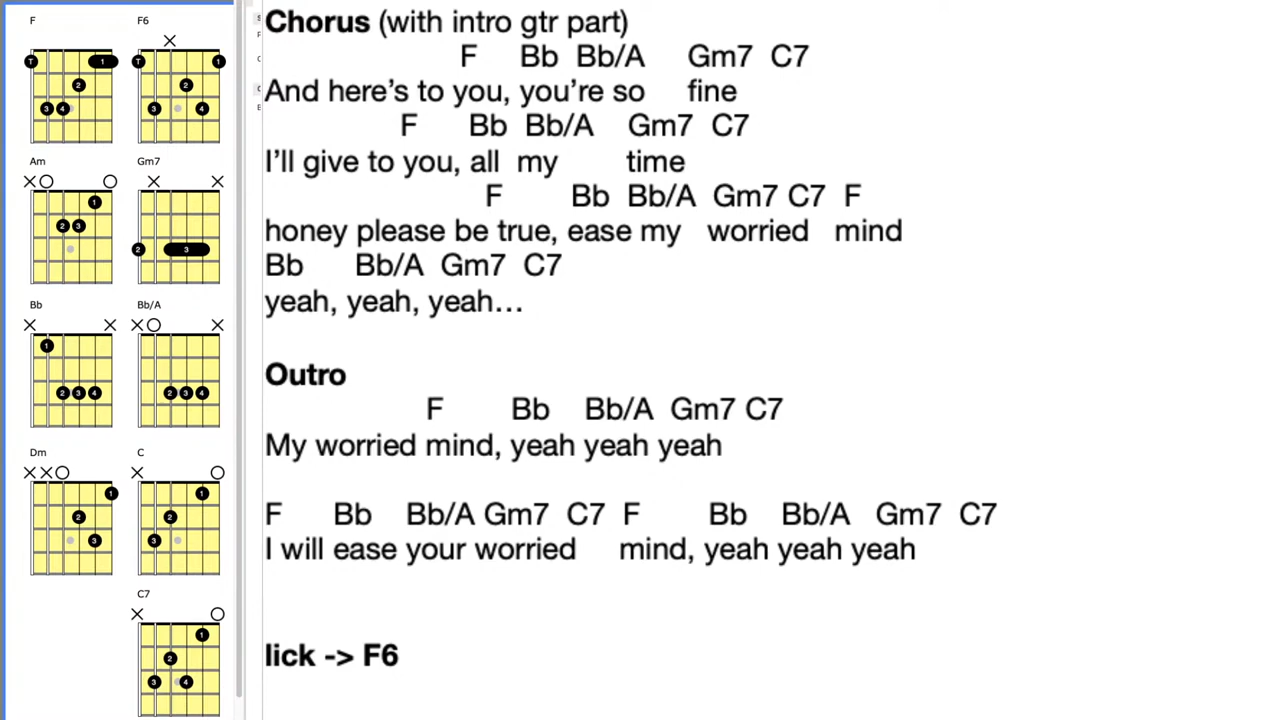 F F6
Am Gm7
Bb Bb/A
Dm C
C7
Chorus (with intro gtr part)
F Bb Bb/A Gm7 C7
And here's to you, you're so fine
F Bb Bb/A Gm7 C7
I'll give to you, all my time
F Bb Bb/A Gm7 C7 F
honey please be true, ease my worried mind
Bb Bb/A Gm7 C7
yeah, yeah, yeah…
Outro
F Bb Bb/A Gm7 C7
My worried mind, yeah yeah yeah
F Bb Bb/A Gm7 C7 F Bb Bb/A Gm7 C7
I will ease your worried mind, yeah yeah yeah
lick -> F6